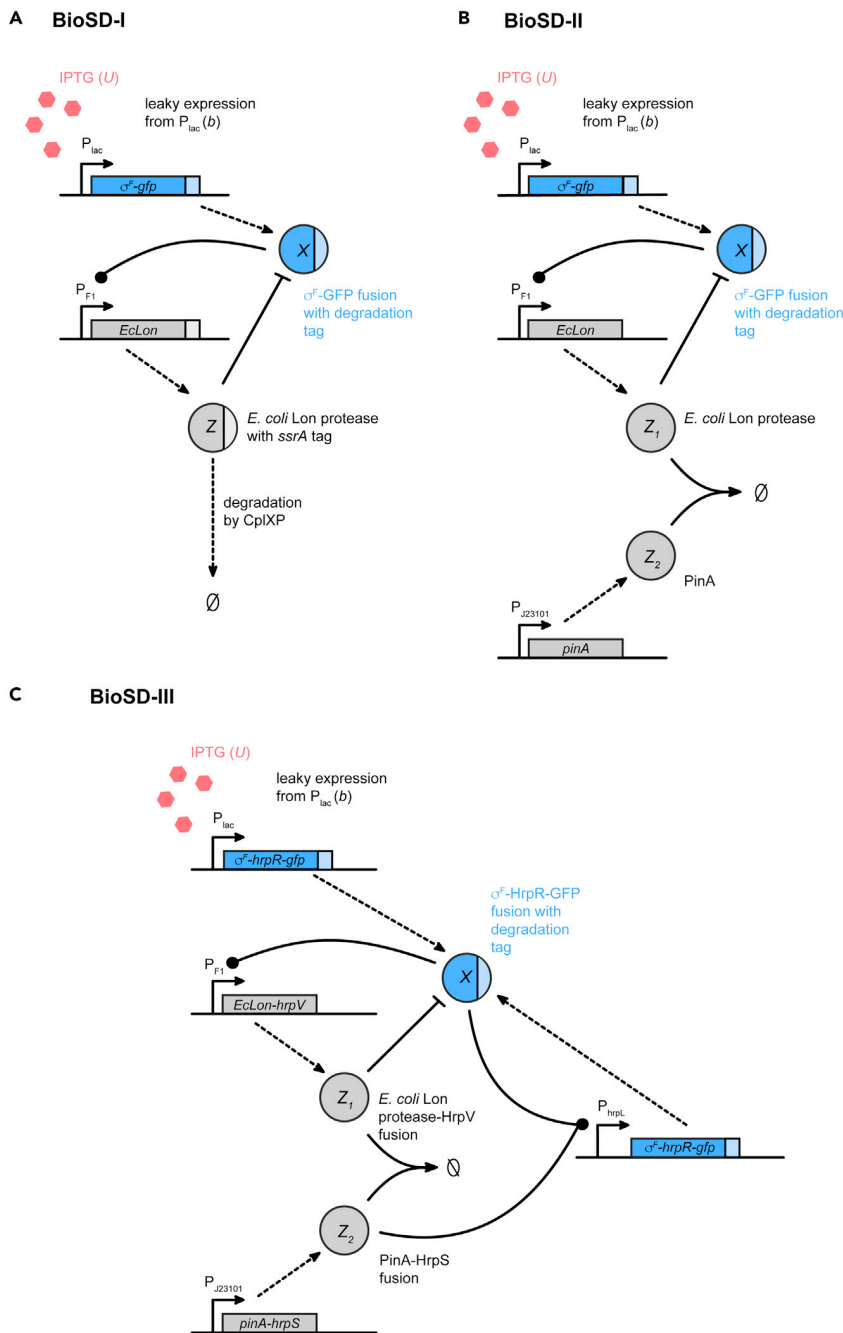 A BioSD-I
IPTG (U)
leaky expression
from Plac (b)
Plac
σF-gfp
X
PF1
σF-GFP fusion
with degradation
tag
EcLon
Z
E. coli Lon protease
with ssrA tag
degradation
by CplXP
∅
B BioSD-II
IPTG (U)
leaky expression
from Plac (b)
Plac
σF-gfp
X
PF1
σF-GFP fusion
with degradation
tag
EcLon
Z1
E. coli Lon protease
∅
Z2
PinA
PJ23101
pinA
C BioSD-III
IPTG (U)
leaky expression
from Plac (b)
Plac
σF-hrpR-gfp
σF-HrpR-GFP
fusion with
degradation
tag
PF1
X
EcLon-hrpV
Z1
E. coli Lon
protease-HrpV
fusion
PhrpL
σF-hrpR-gfp
∅
Z2
PinA-HrpS
fusion
PJ23101
pinA-hrpS